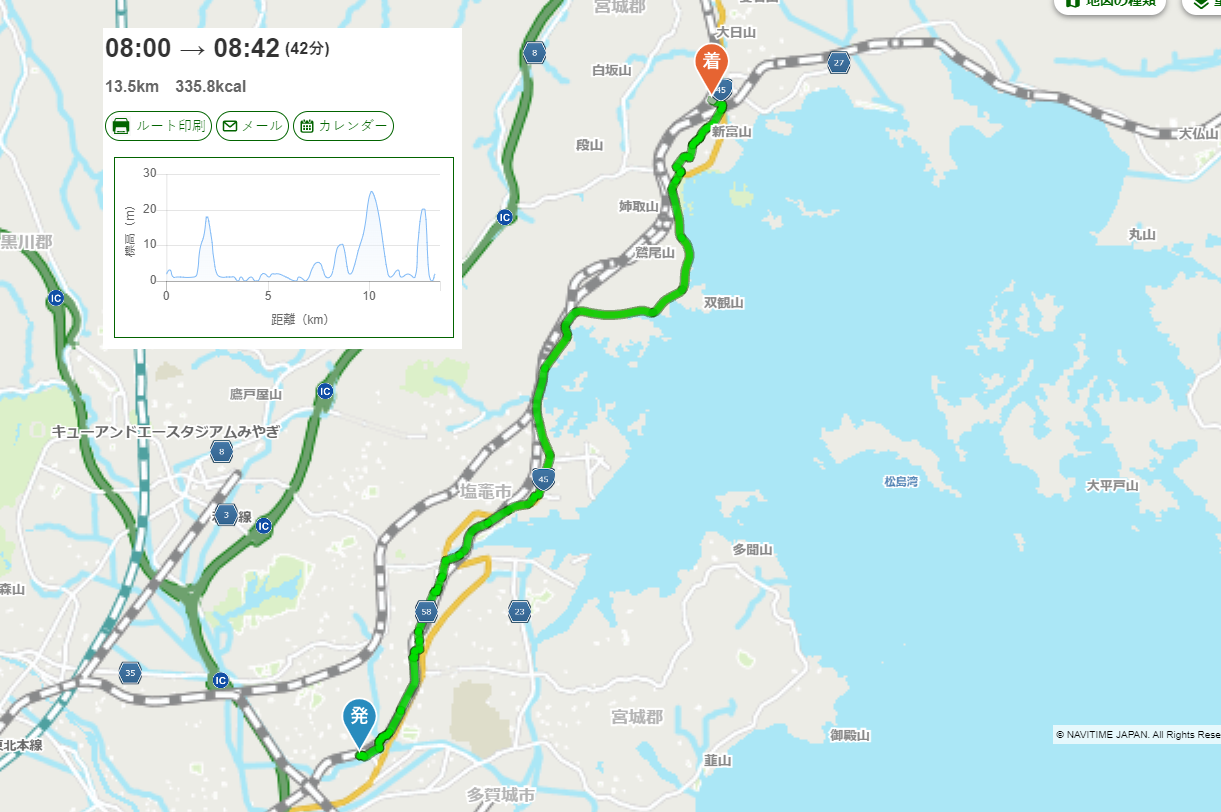 08:00 → 08:42 (42分)
13.5km 335.8kcal
ルート印刷 メール カレンダー
30
20
10
0
標高（m）
0 5 10
距離（km）
宮城郡
地図の種類
大日山
8
白坂山
着
45
27
新富山
大仏山
段山
姉取山
IC
黒川郡
鷲尾山
丸山
IC
双観山
鷹戸屋山
IC
キューアンドエースタジアムみやぎ
8
45
塩竈市
松島湾
大平戸山
3
線
IC
多聞山
森山
58
23
35
IC
発
宮城郡
御殿山
東北本線
韮山
© NAVITIME JAPAN. All Rights Rese
多賀城市